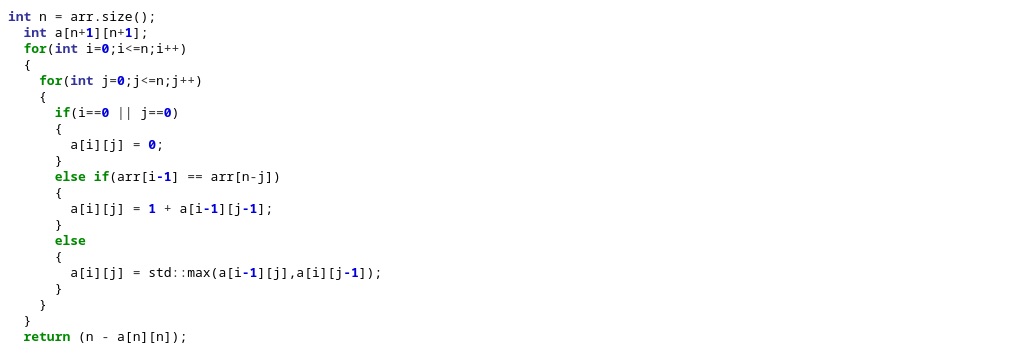 int n = arr.size();
  int a[n+1][n+1];
  for(int i=0;i<=n;i++)
  {
    for(int j=0;j<=n;j++)
    {
      if(i==0 || j==0)
      {
        a[i][j] = 0;
      }
      else if(arr[i-1] == arr[n-j])
      {
        a[i][j] = 1 + a[i-1][j-1];
      }
      else
      {
        a[i][j] = std::max(a[i-1][j],a[i][j-1]);
      }
    }
  }
  return (n - a[n][n]);